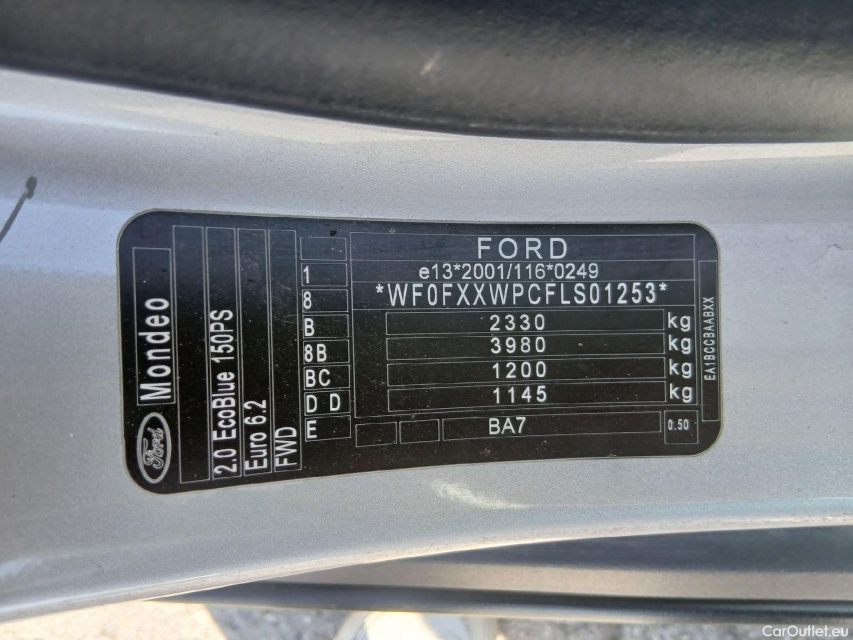 FORD
e13*2001/116*0249
*WF0FXXWPCFLS01253*
2330 kg
3980 kg
1200 kg
1145 kg
BA7 0.50
1
8
B
8B
BC
D D
E
Ford
Mondeo
2.0 EcoBlue 150PS
Euro 6.2
FWD
EA1BCCBAABXX
CarOutlet.eu